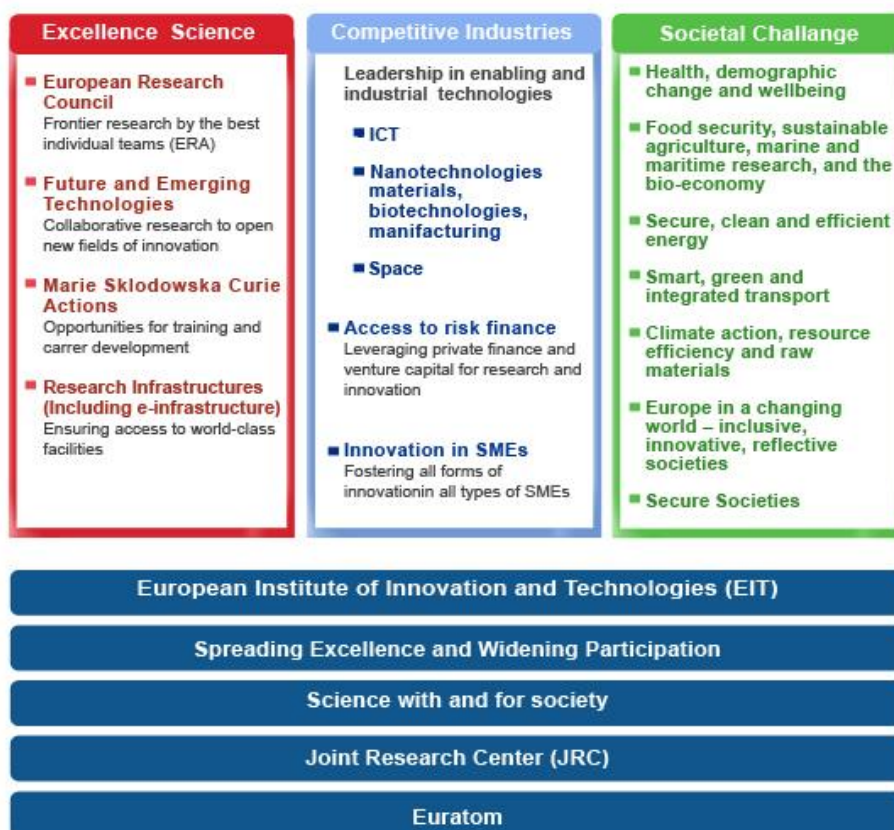 Excellence Science
European Research
Council
Frontier research by the best
individual teams (ERA)
Future and Emerging
Technologies
Collaborative research to open
new fields of innovation
Marie Sklodowska Curie
Actions
Opportunities for training and
carrer development
Research Infrastructures
(Including e-infrastructure)
Ensuring access to world-class
facilities
Competitive Industries
Leadership in enabling and
industrial technologies
ICT
Nanotechnologies
materials,
biotechnologies,
manifacturing
Space
Access to risk finance
Leveraging private finance and
venture capital for research and
innovation
Innovation in SMEs
Fostering all forms of
innovationin all types of SMEs
Societal Challange
Health, demographic
change and wellbeing
Food security, sustainable
agriculture, marine and
maritime research, and the
bio-economy
Secure, clean and efficient
energy
Smart, green and
integrated transport
Climate action, resource
efficiency and raw
materials
Europe in a changing
world – inclusive,
innovative, reflective
societies
Secure Societies
European Institute of Innovation and Technologies (EIT)
Spreading Excellence and Widening Participation
Science with and for society
Joint Research Center (JRC)
Euratom